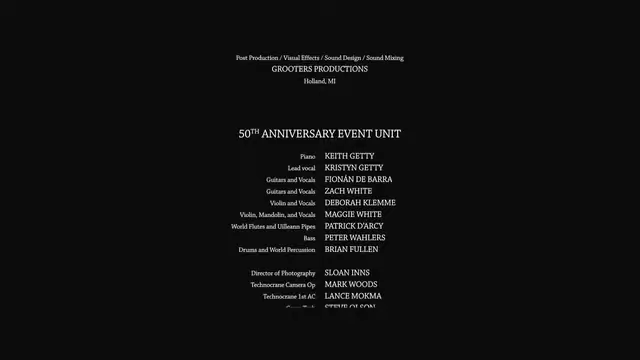 Post Production / Visual Effects / Sound Design / Sound Mixing
GROOTERS PRODUCTIONS
Holland, MI
50TH ANNIVERSARY EVENT UNIT
Piano KEITH GETTY
Lead vocal KRISTYN GETTY
Guitars and Vocals FIONÁN DE BARRA
Guitars and Vocals ZACH WHITE
Violin and Vocals DEBORAH KLEMME
Violin, Mandolin, and Vocals MAGGIE WHITE
World Flutes and Uilleann Pipes PATRICK D'ARCY
Bass PETER WAHLERS
Drums and World Percussion BRIAN FULLEN
Director of Photography SLOAN INNS
Technocrane Camera Op MARK WOODS
Technocrane 1st AC LANCE MOKMA
STEVE OLSON